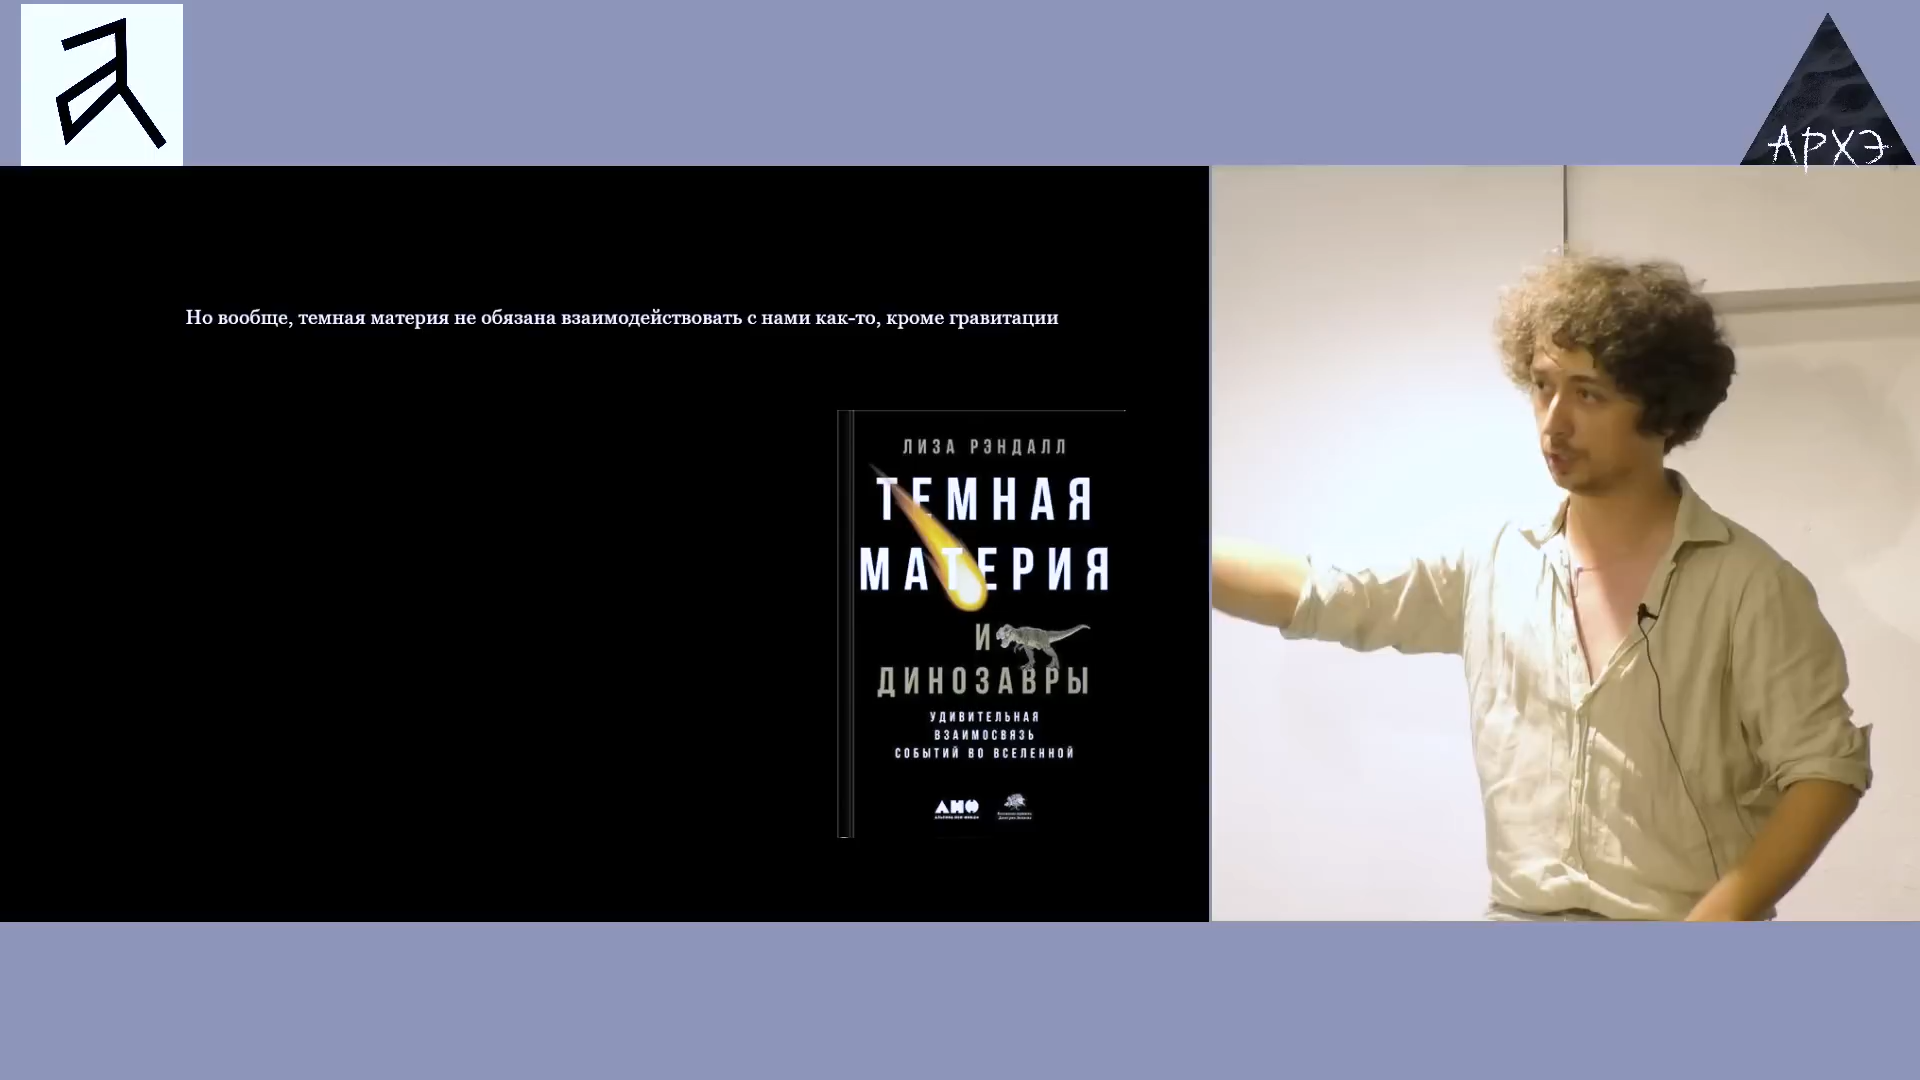 АРХЭ
Но вообще, темная материя не обязана взаимодействовать с нами как-то, кроме гравитации
ЛИЗА РЭНДАЛЛ
ТЕМНАЯ
МАТЕРИЯ
И
ДИНОЗАВРЫ
УДИВИТЕЛЬНАЯ
ВЗАИМОСВЯЗЬ
СОБЫТИЙ ВО ВСЕЛЕННОЙ